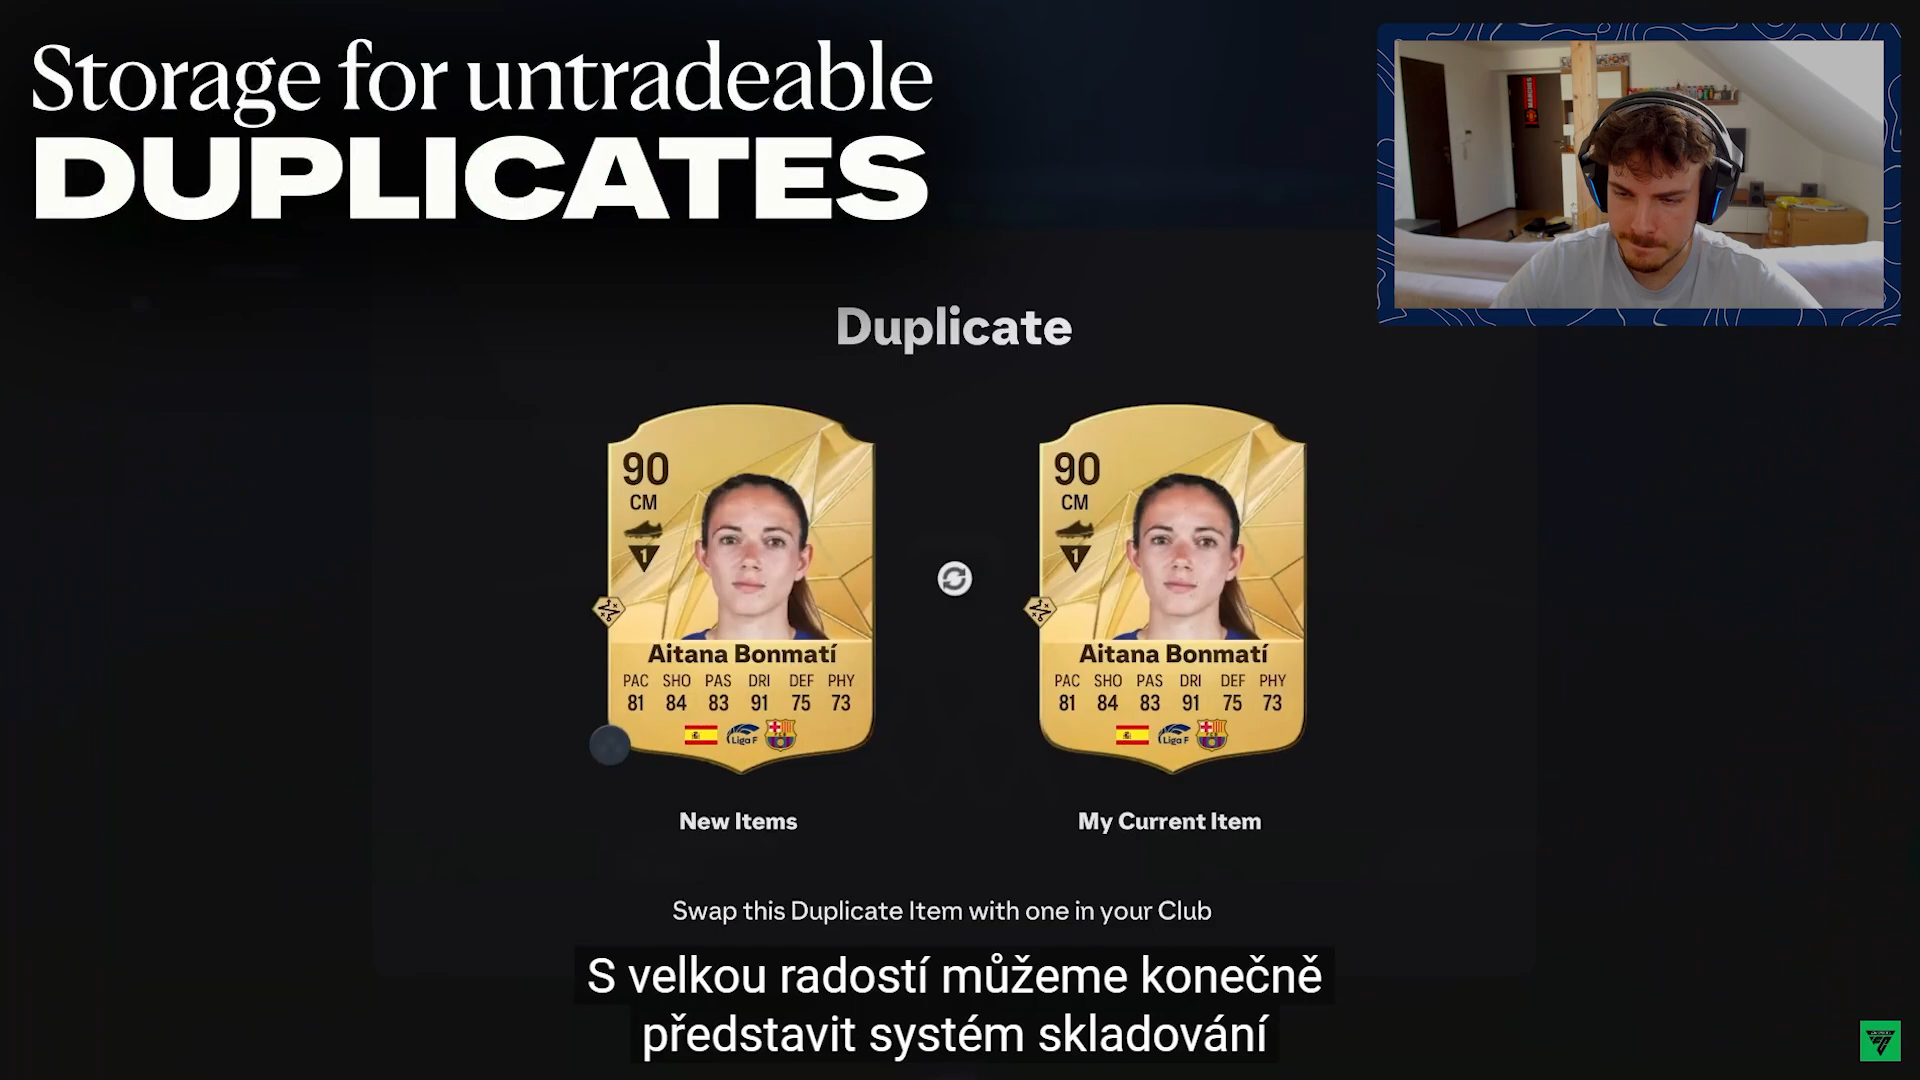 Storage for untradeable
DUPLICATES
MANCHES
Duplicate
90
CM
1
Aitana Bonmatí
PAC SHO PAS DRI DEF PHY
81 84 83 91 75 73
Liga F
New Items
90
CM
1
Aitana Bonmatí
PAC SHO PAS DRI DEF PHY
81 84 83 91 75 73
Liga F
My Current Item
Swap this Duplicate Item with one in your Club
S velkou radostí můžeme konečně
představit systém skladování